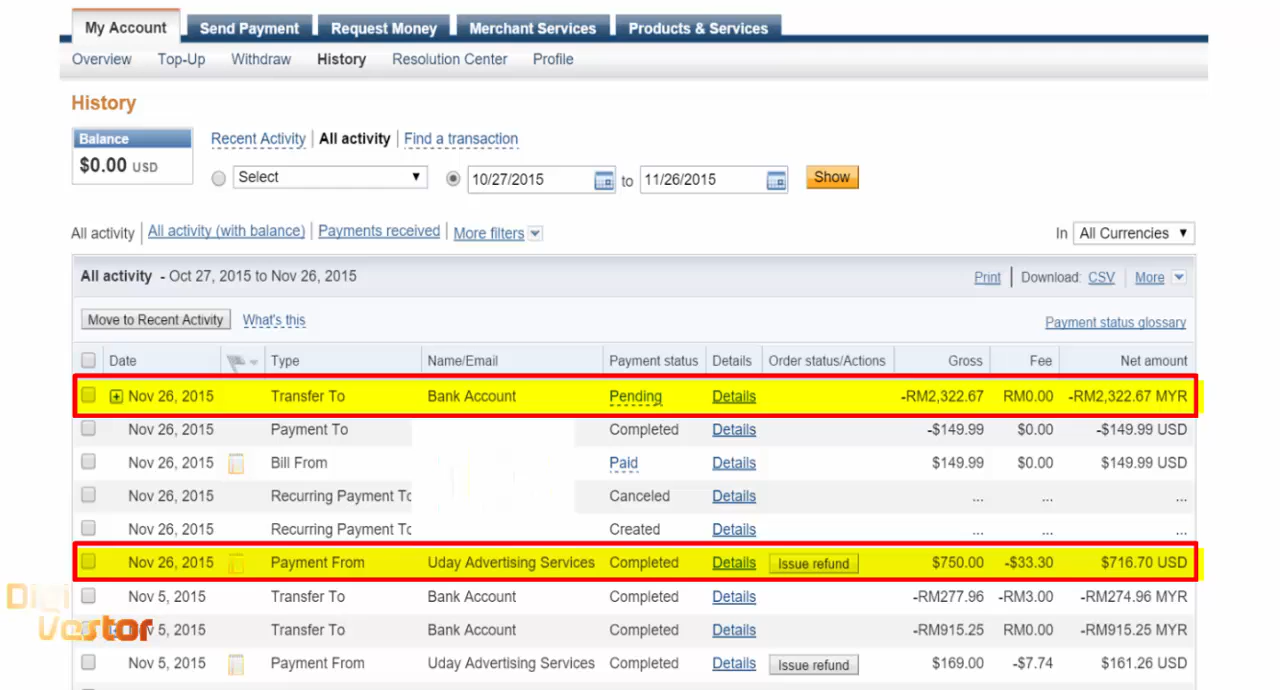 My Account Send Payment Request Money Merchant Services Products & Services
Overview Top-Up Withdraw History Resolution Center Profile
History
Balance
$0.00 USD
Recent Activity All activity Find a transaction
Select 10/27/2015 to 11/26/2015 Show
All activity All activity (with balance) Payments received More filters In All Currencies
All activity - Oct 27, 2015 to Nov 26, 2015 Print Download: CSV More
Move to Recent Activity What's this Payment status glossary
Date Type Name/Email Payment status Details Order status/Actions Gross Fee Net amount
Nov 26, 2015 Transfer To Bank Account Pending Details -RM2,322.67 RM0.00 -RM2,322.67 MYR
Nov 26, 2015 Payment To Completed Details -$149.99 $0.00 -$149.99 USD
Nov 26, 2015 Bill From Paid Details $149.99 $0.00 $149.99 USD
Nov 26, 2015 Recurring Payment To Canceled Details ... ... ...
Nov 26, 2015 Recurring Payment To Created Details ... ... ...
Nov 26, 2015 Payment From Uday Advertising Services Completed Details Issue refund $750.00 -$33.30 $716.70 USD
Nov 5, 2015 Transfer To Bank Account Completed Details -RM277.96 -RM3.00 -RM274.96 MYR
5, 2015 Transfer To Bank Account Completed Details -RM915.25 RM0.00 -RM915.25 MYR
Nov 5, 2015 Payment From Uday Advertising Services Completed Details Issue refund $169.00 -$7.74 $161.26 USD
Digi
Vestor